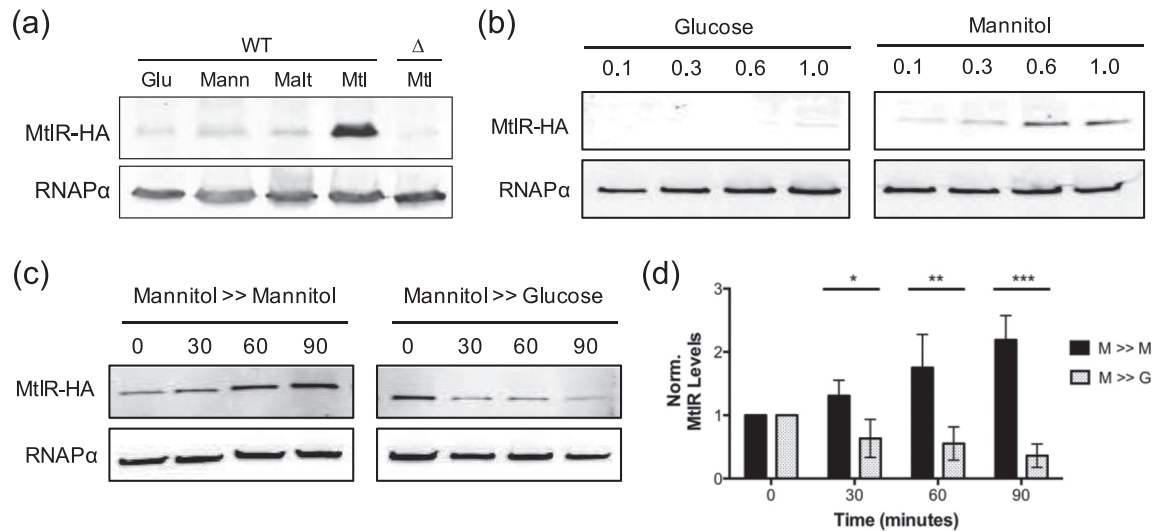 (a)
WT Δ
Glu Mann Malt Mtl Mtl
MtlR-HA
RNAPα
(b)
Glucose Mannitol
0.1 0.3 0.6 1.0 0.1 0.3 0.6 1.0
MtlR-HA
RNAPα
(c)
Mannitol >> Mannitol Mannitol >> Glucose
0 30 60 90 0 30 60 90
MtlR-HA
RNAPα
(d)
* ** ***
3
2
1
0
Norm.
MtlR Levels
0 30 60 90
Time (minutes)
M >> M
M >> G